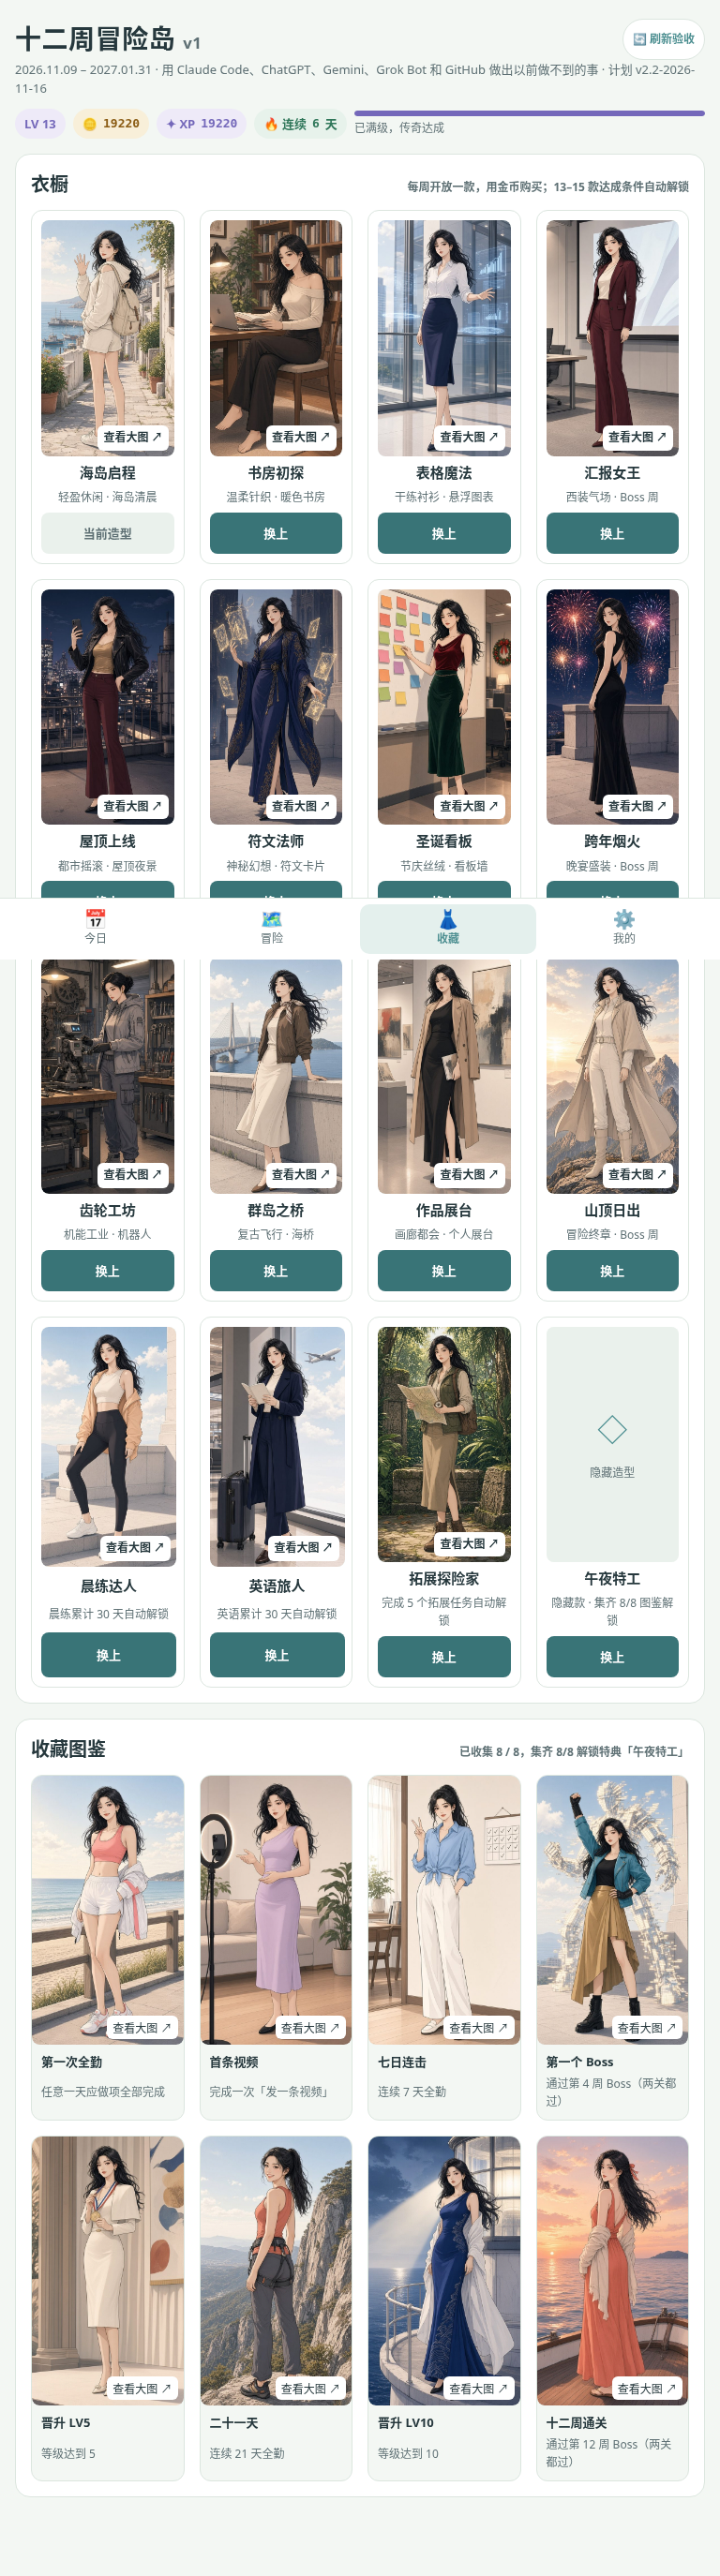 十二周冒险岛 v1
🔄 刷新验收
2026.11.09 – 2027.01.31 · 用 Claude Code、ChatGPT、Gemini、Grok Bot 和 GitHub 做出以前做不到的事 · 计划 v2.2-2026-
11-16
LV 13
🪙 19220
✦ XP 19220
🔥 连续 6 天
已满级，传奇达成
衣橱
每周开放一款，用金币购买；13–15 款达成条件自动解锁
查看大图 ↗
查看大图 ↗
查看大图 ↗
查看大图 ↗
海岛启程
书房初探
表格魔法
汇报女王
轻盈休闲 · 海岛清晨
温柔针织 · 暖色书房
干练衬衫 · 悬浮图表
西装气场 · Boss 周
当前造型
换上
换上
换上
查看大图 ↗
查看大图 ↗
查看大图 ↗
查看大图 ↗
屋顶上线
符文法师
圣诞看板
跨年烟火
都市摇滚 · 屋顶夜景
神秘幻想 · 符文卡片
节庆丝绒 · 看板墙
晚宴盛装 · Boss 周
📅
🗺️
👗
⚙️
今日
冒险
收藏
我的
查看大图 ↗
查看大图 ↗
查看大图 ↗
查看大图 ↗
齿轮工坊
群岛之桥
作品展台
山顶日出
机能工业 · 机器人
复古飞行 · 海桥
画廊都会 · 个人展台
冒险终章 · Boss 周
换上
换上
换上
换上
隐藏造型
查看大图 ↗
查看大图 ↗
查看大图 ↗
晨练达人
英语旅人
拓展探险家
午夜特工
晨练累计 30 天自动解锁
英语累计 30 天自动解锁
完成 5 个拓展任务自动解
锁
隐藏款 · 集齐 8/8 图鉴解
锁
换上
换上
换上
换上
收藏图鉴
已收集 8 / 8，集齐 8/8 解锁特典「午夜特工」
查看大图 ↗
查看大图 ↗
查看大图 ↗
查看大图 ↗
第一次全勤
首条视频
七日连击
第一个 Boss
任意一天应做项全部完成
完成一次「发一条视频」
连续 7 天全勤
通过第 4 周 Boss（两关都
过）
查看大图 ↗
查看大图 ↗
查看大图 ↗
查看大图 ↗
晋升 LV5
二十一天
晋升 LV10
十二周通关
等级达到 5
连续 21 天全勤
等级达到 10
通过第 12 周 Boss（两关
都过）